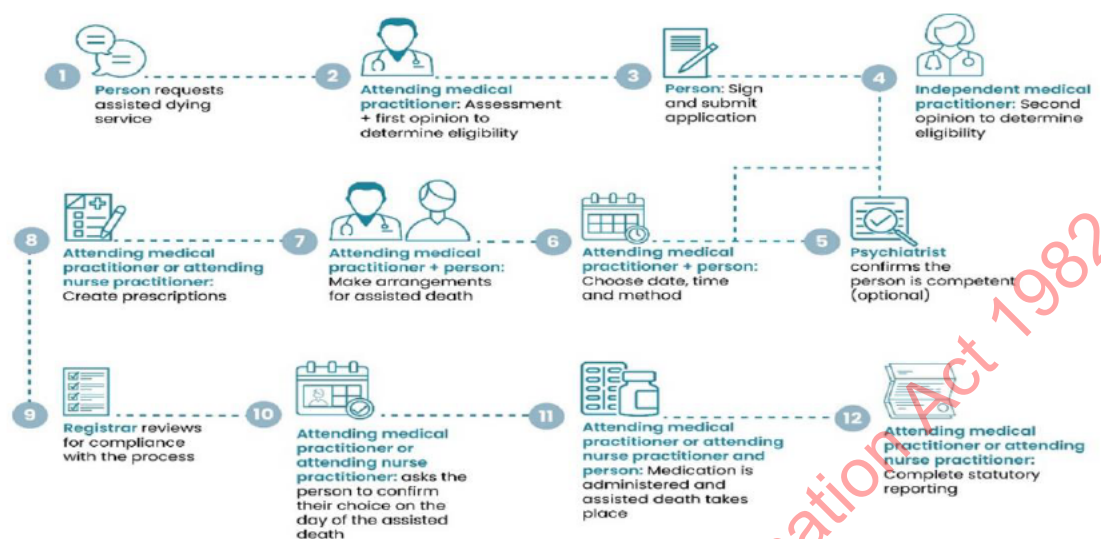 1
Person requests
assisted dying
service
2
Attending medical
practitioner: Assessment
+ first opinion to
determine eligibility
3
Person: Sign
and submit
application
4
Independent medical
practitioner: Second
opinion to determine
eligibility
8
Attending medical
practitioner or attending
nurse practitioner:
Create prescriptions
7
Attending medical
practitioner + person:
Make arrangements
for assisted death
6
Attending medical
practitioner + person:
Choose date, time
and method
5
Psychiatrist
confirms the
person is competent
(optional)
9
Registrar reviews
for compliance
with the process
10
Attending medical
practitioner or
attending nurse
practitioner: asks the
person to confirm
their choice on the
day of the assisted
death
11
Attending medical
practitioner or attending
nurse practitioner and
person: Medication is
administered and
assisted death takes
place
12
Attending medical
practitioner or attending
nurse practitioner:
Complete statutory
reporting
mation Act 1982